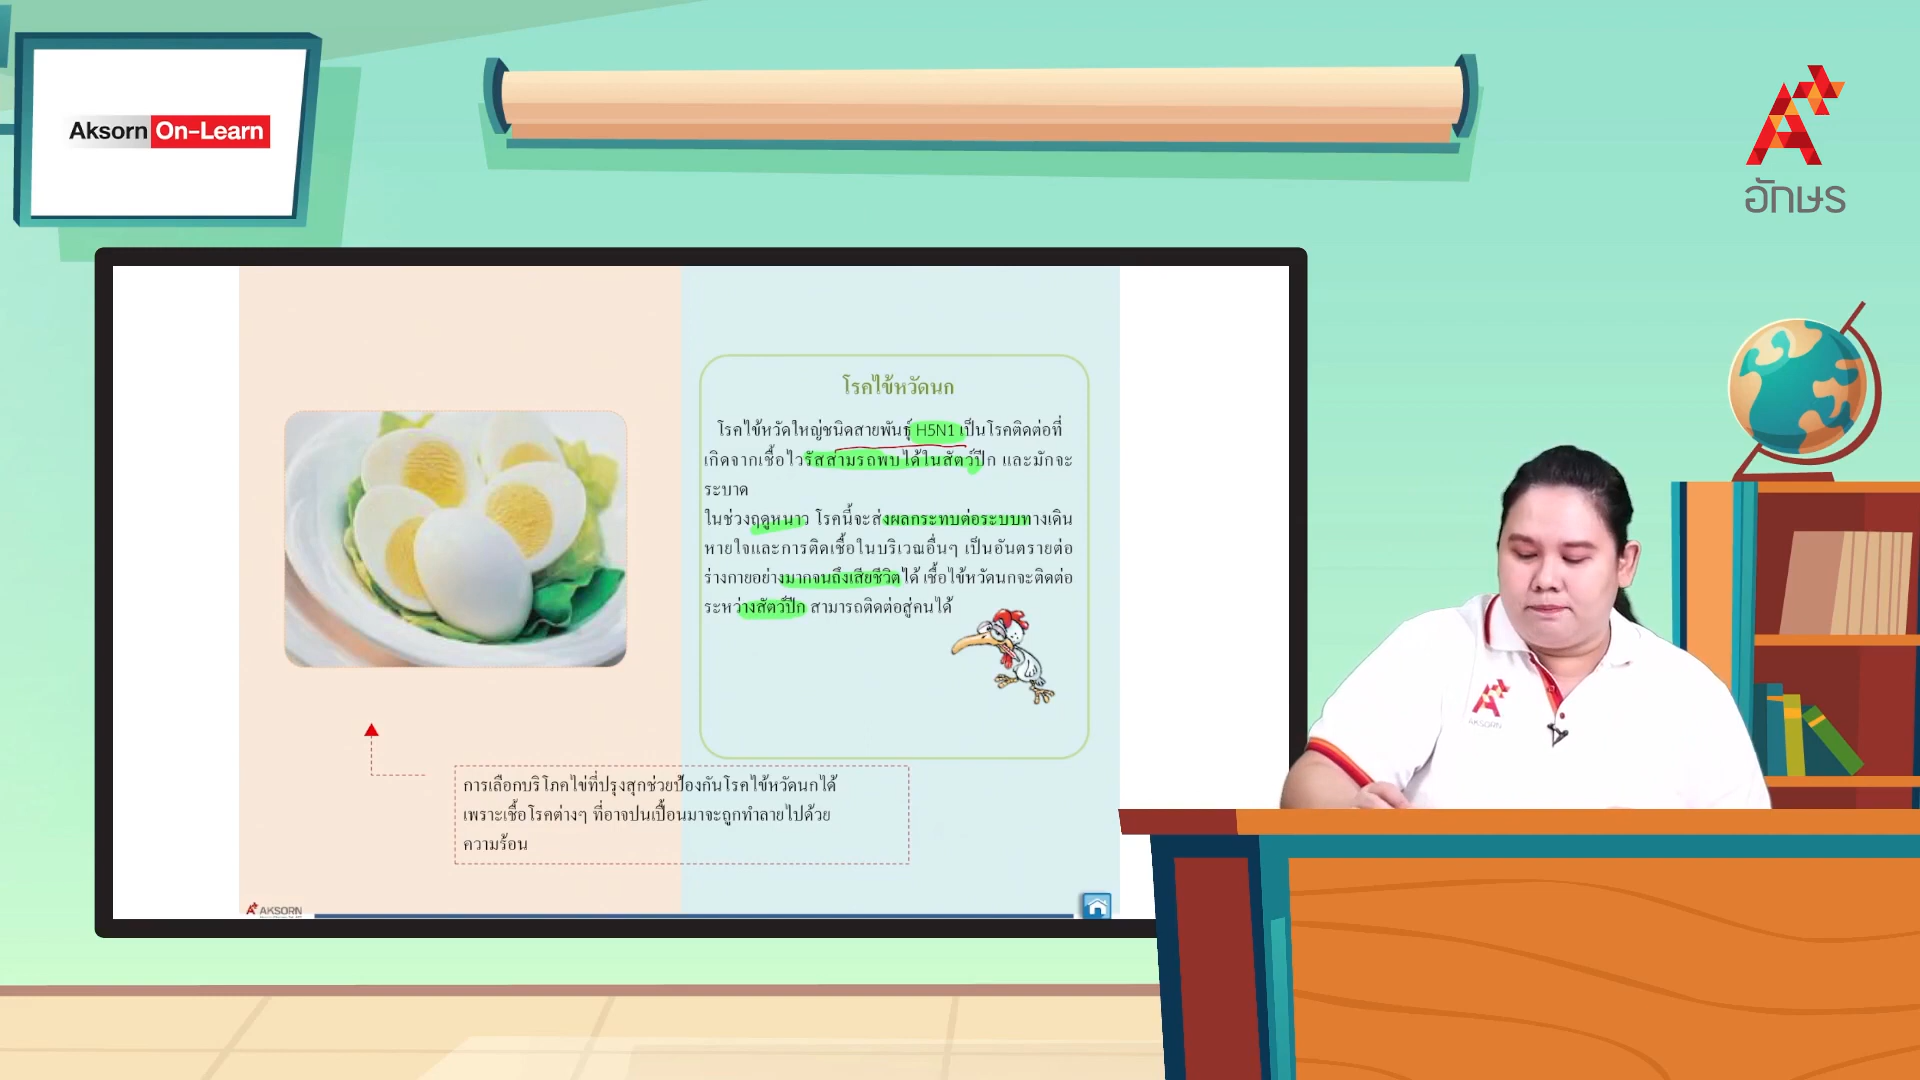 Aksorn On-Learn
อักษร
โรคไข้หวัดนก
โรคไข้หวัดใหญ่ชนิดสายพันธุ์ H5N1 เป็นโรคติดต่อที่
เกิดจากเชื้อไวรัสสามรถพบได้ในสัตว์ปีก และมักจะ
ระบาด
ในช่วงฤดูหนาว โรคนี้จะส่งผลกระทบต่อระบบทางเดิน
หายใจและการติดเชื้อในบริเวณอื่นๆ เป็นอันตรายต่อ
ร่างกายอย่างมากจนถึงเสียชีวิตได้ เชื้อไข้หวัดนกจะติดต่อ
ระหว่างสัตว์ปีก สามารถติดต่อสู่คนได้
การเลือกบริโภคไข่ที่ปรุงสุกช่วยป้องกันโรคไข้หวัดนกได้
เพราะเชื้อโรคต่างๆ ที่อาจปนเปื้อนมาจะถูกทำลายไปด้วย
ความร้อน
AKSORN
AKSORN